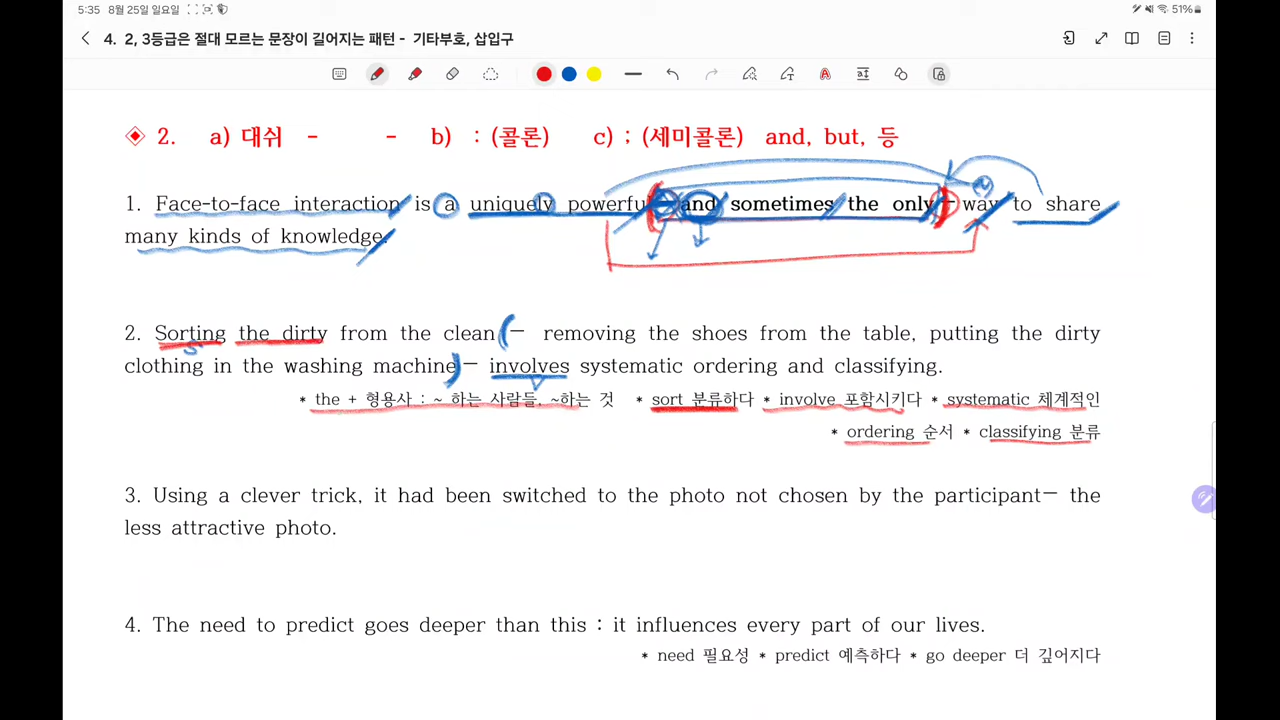 5:35 8월 25일 일요일 51%
4. 2, 3등급은 절대 모르는 문장이 길어지는 패턴 - 기타부호, 삽입구
◈ 2. a) 대쉬 - - b) : (콜론) c) ; (세미콜론) and, but, 등
1. Face-to-face interaction is a uniquely powerful — and sometimes the only — way to share
many kinds of knowledge.
2. Sorting the dirty from the clean — removing the shoes from the table, putting the dirty
clothing in the washing machine — involves systematic ordering and classifying.
* the + 형용사 : ~ 하는 사람들, ~하는 것 * sort 분류하다 * involve 포함시키다 * systematic 체계적인
* ordering 순서 * classifying 분류
3. Using a clever trick, it had been switched to the photo not chosen by the participant— the
less attractive photo.
4. The need to predict goes deeper than this : it influences every part of our lives.
* need 필요성 * predict 예측하다 * go deeper 더 깊어지다